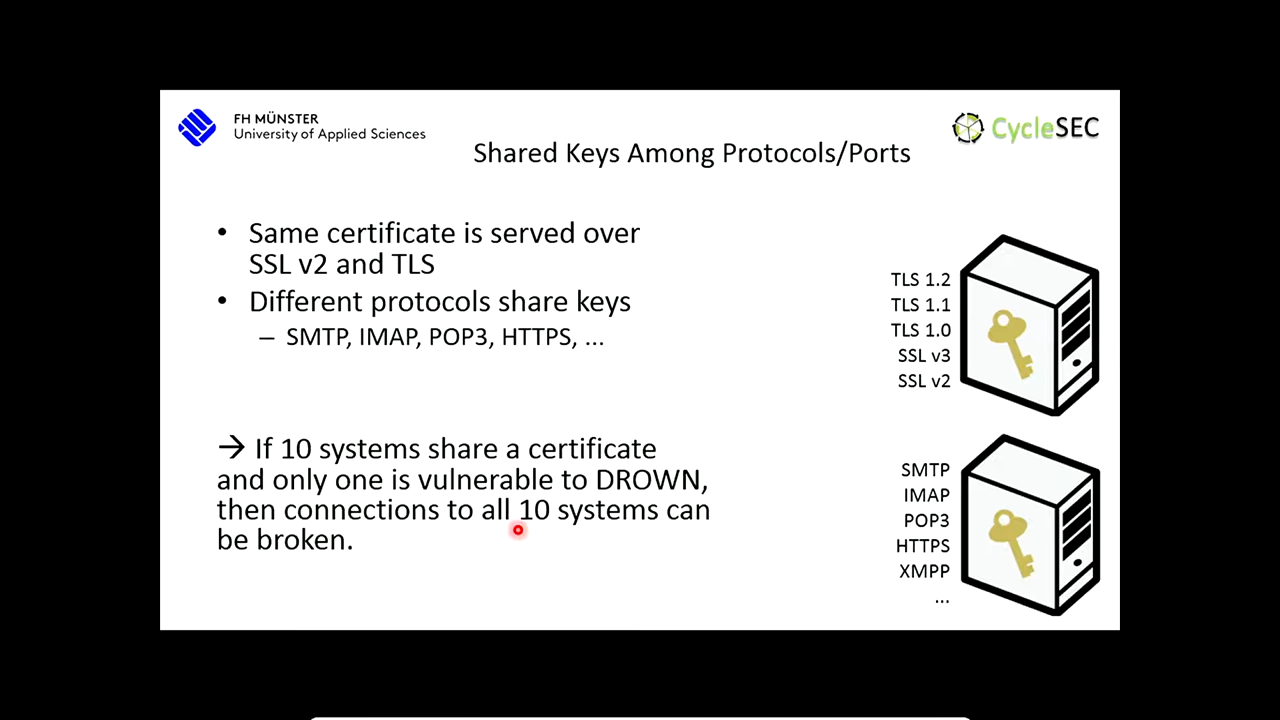 FH MÜNSTER
University of Applied Sciences
CycleSEC
Shared Keys Among Protocols/Ports
• Same certificate is served over
SSL v2 and TLS
• Different protocols share keys
– SMTP, IMAP, POP3, HTTPS, ...
→ If 10 systems share a certificate
and only one is vulnerable to DROWN,
then connections to all 10 systems can
be broken.
TLS 1.2
TLS 1.1
TLS 1.0
SSL v3
SSL v2
SMTP
IMAP
POP3
HTTPS
XMPP
...